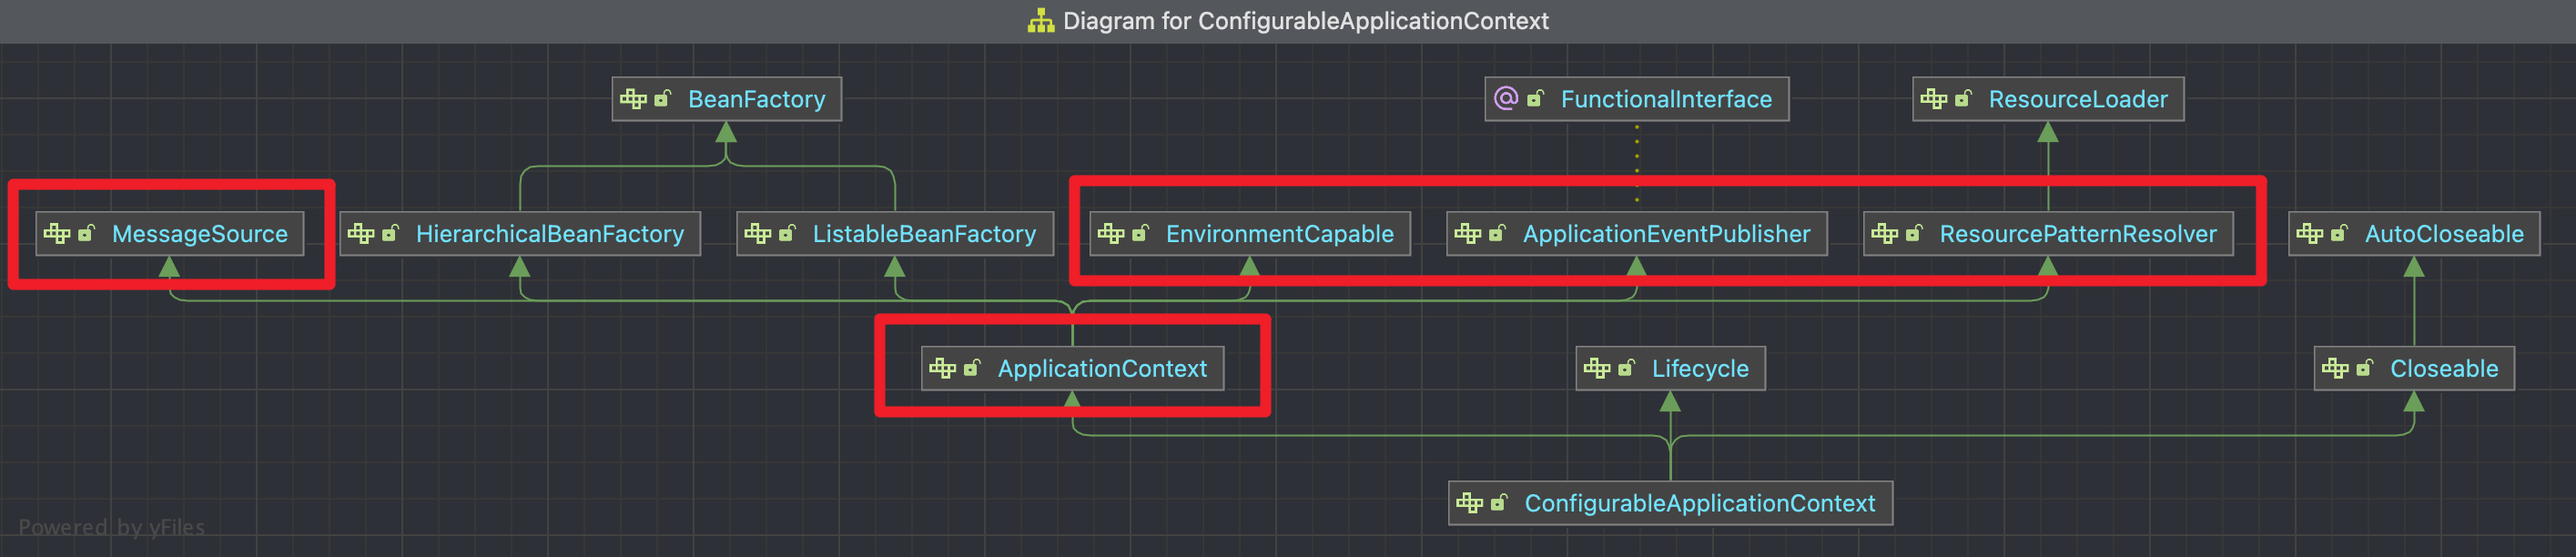 Diagram for ConfigurableApplicationContext
BeanFactory
FunctionalInterface
ResourceLoader
MessageSource
HierarchicalBeanFactory
ListableBeanFactory
EnvironmentCapable
ApplicationEventPublisher
ResourcePatternResolver
AutoCloseable
ApplicationContext
Lifecycle
Closeable
ConfigurableApplicationContext
Powered by yFiles